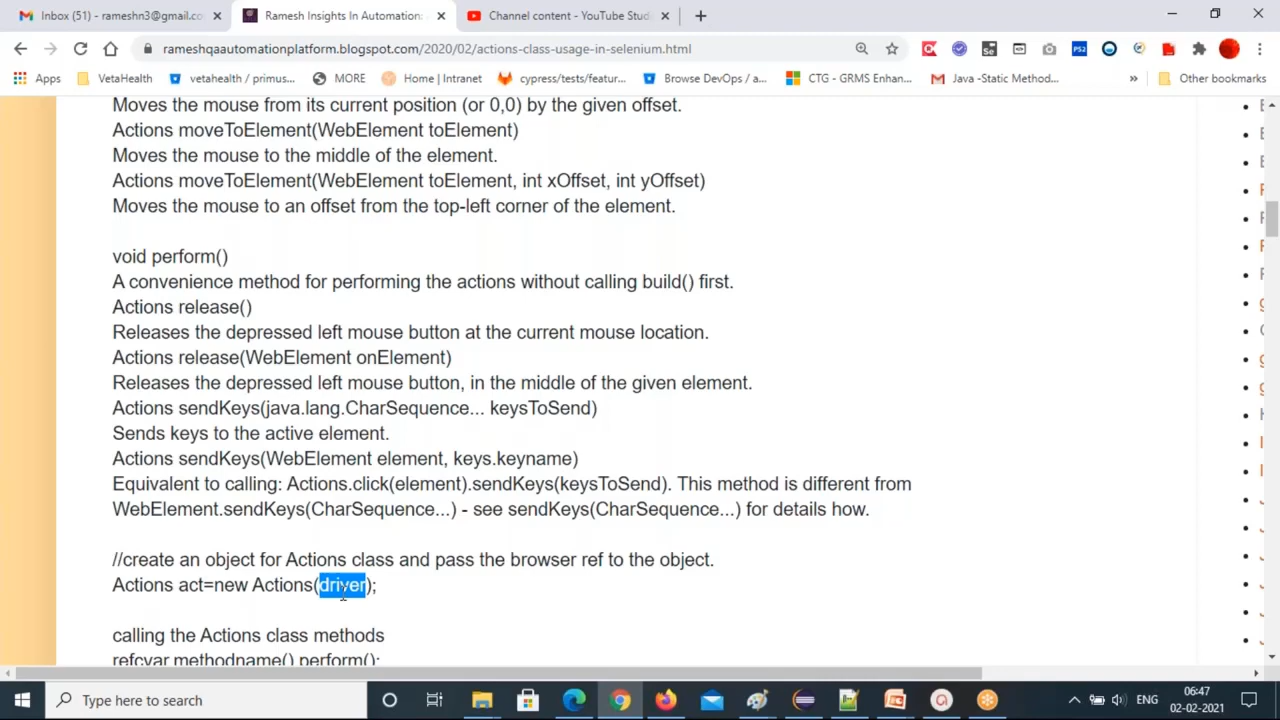 Inbox (51) - rameshn3@gmail.co
Ramesh Insights In Automation:
Channel content - YouTube Stud
rameshqaautomationplatform.blogspot.com/2020/02/actions-class-usage-in-selenium.html
Apps
VetaHealth
vetahealth / primus...
MORE
Home | Intranet
cypress/tests/featur...
Browse DevOps / a...
CTG - GRMS Enhan...
Java -Static Method...
»
Other bookmarks
Moves the mouse from its current position (or 0,0) by the given offset.
Actions moveToElement(WebElement toElement)
Moves the mouse to the middle of the element.
Actions moveToElement(WebElement toElement, int xOffset, int yOffset)
Moves the mouse to an offset from the top-left corner of the element.
void perform()
A convenience method for performing the actions without calling build() first.
Actions release()
Releases the depressed left mouse button at the current mouse location.
Actions release(WebElement onElement)
Releases the depressed left mouse button, in the middle of the given element.
Actions sendKeys(java.lang.CharSequence... keysToSend)
Sends keys to the active element.
Actions sendKeys(WebElement element, keys.keyname)
Equivalent to calling: Actions.click(element).sendKeys(keysToSend). This method is different from
WebElement.sendKeys(CharSequence...) - see sendKeys(CharSequence...) for details how.
//create an object for Actions class and pass the browser ref to the object.
Actions act=new Actions(driver);
calling the Actions class methods
refcvar methodname() perform();
Type here to search
ENG
06:47
02-02-2021